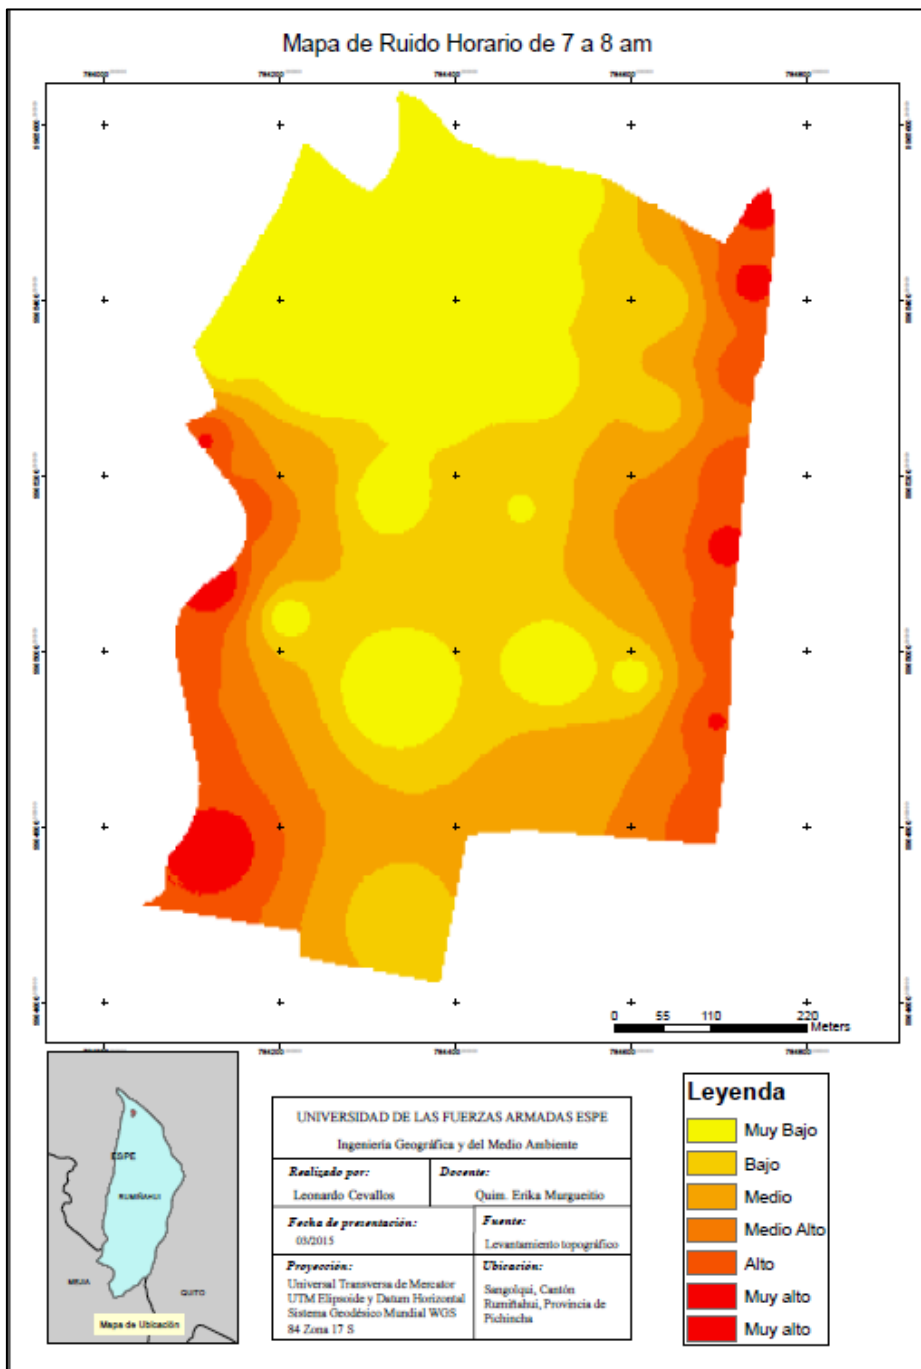 Mapa de Ruido Horario de 7 a 8 am
0 55 110 220
Meters
ESPE
RUMIÑAHUI
MEJIA
QUITO
Mapa de Ubicación
UNIVERSIDAD DE LAS FUERZAS ARMADAS ESPE
Ingeniería Geográfica y del Medio Ambiente
Realizado por:
Leonardo Cevallos
Docente:
Quim. Erika Murgueitio
Fecha de presentación:
03/2015
Fuente:
Levantamiento topográfico
Proyección:
Universal Transversa de Mercator
UTM Elipsoide y Datum Horizontal
Sistema Geodésico Mundial WGS
84 Zona 17 S
Ubicación:
Sangolqui, Cantón
Rumiñahui, Provincia de
Pichincha
Leyenda
Muy Bajo
Bajo
Medio
Medio Alto
Alto
Muy alto
Muy alto